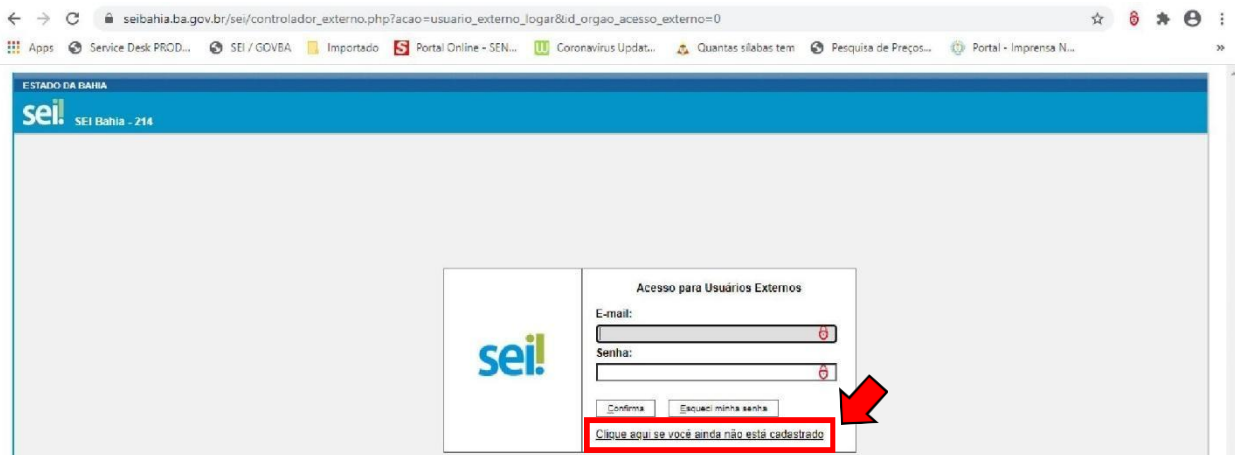 seibahia.ba.gov.br/sei/controlador_externo.php?acao=usuario_externo_logar&id_orgao_acesso_externo=0
Apps Service Desk PROD... SEI / GOVBA Importado S Portal Online - SEN... Coronavirus Updat... Quantas sílabas tem Pesquisa de Preços... Portal - Imprensa N... »
ESTADO DA BAHIA
sei! SEI Bahia - 214
Acesso para Usuários Externos
E-mail:
sei!
Senha:
Confirma Esqueci minha senha
Clique aqui se você ainda não está cadastrado